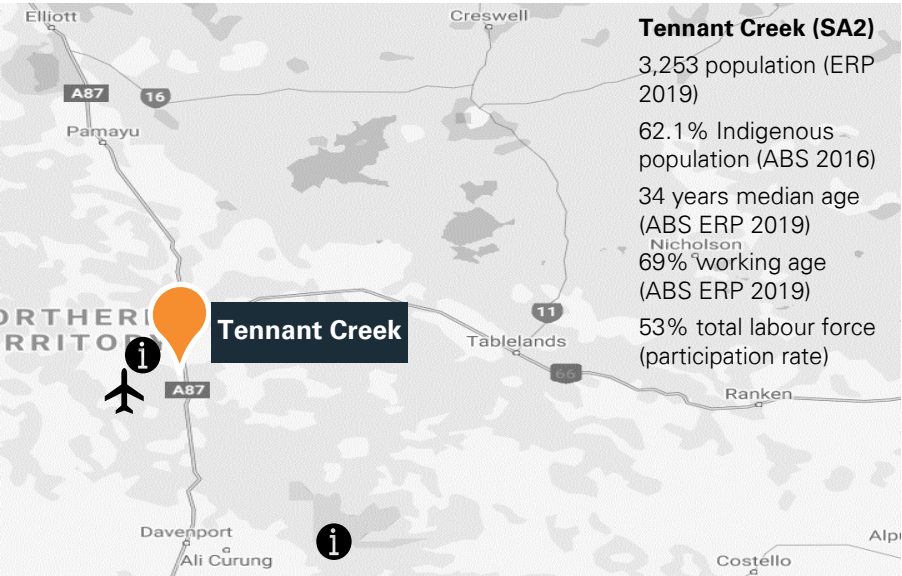 Elliott
Creswell
Tennant Creek (SA2)
3,253 population (ERP
2019)
62.1% Indigenous
population (ABS 2016)
34 years median age
(ABS ERP 2019)
69% working age
(ABS ERP 2019)
53% total labour force
(participation rate)
A87
16
Pamayu
Nicholson
ORTHER
RRITO
Tennant Creek
i
11
Tablelands
66
A87
Ranken
Davenport
Ali Curung
i
Costello
Alpu